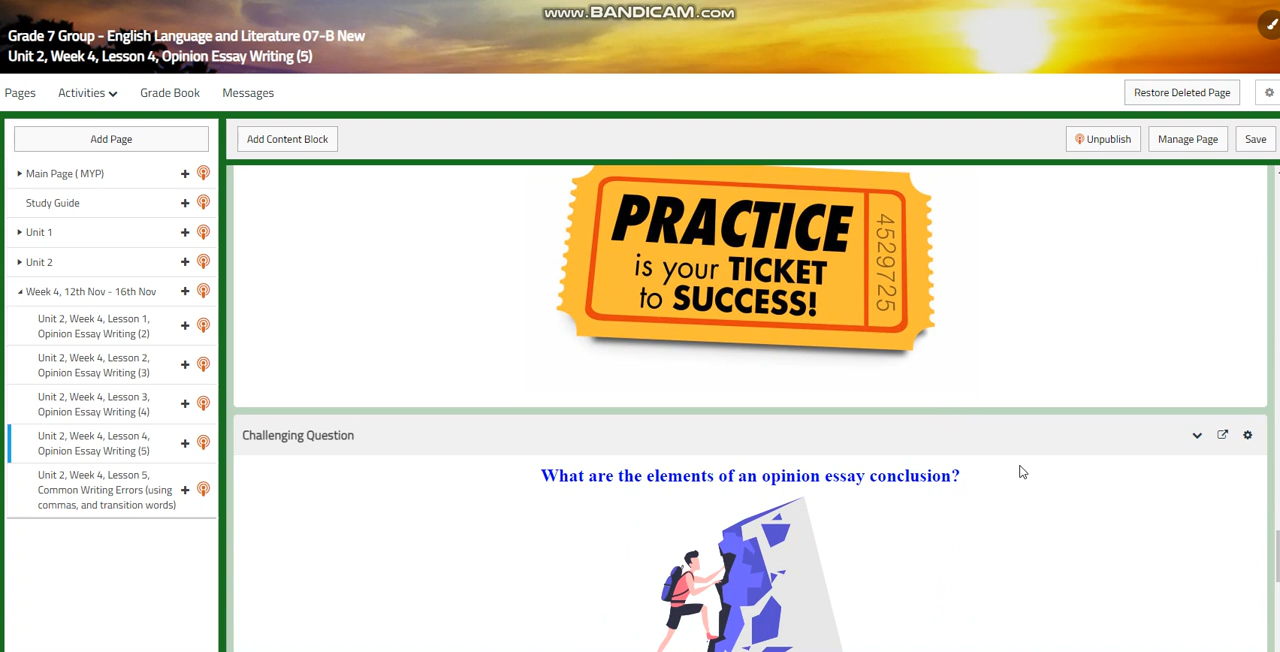 www.BANDICAM.com
Grade 7 Group - English Language and Literature 07-B New
Unit 2, Week 4, Lesson 4, Opinion Essay Writing (5)
Pages
Activities
Grade Book
Messages
Restore Deleted Page
Add Page
Add Content Block
Unpublish
Manage Page
Save
Main Page ( MYP)
Study Guide
Unit 1
Unit 2
Week 4, 12th Nov - 16th Nov
Unit 2, Week 4, Lesson 1,
Opinion Essay Writing (2)
Unit 2, Week 4, Lesson 2,
Opinion Essay Writing (3)
Unit 2, Week 4, Lesson 3,
Opinion Essay Writing (4)
Unit 2, Week 4, Lesson 4,
Opinion Essay Writing (5)
Unit 2, Week 4, Lesson 5,
Common Writing Errors (using
commas, and transition words)
PRACTICE
is your TICKET
to SUCCESS!
4529725
Challenging Question
What are the elements of an opinion essay conclusion?